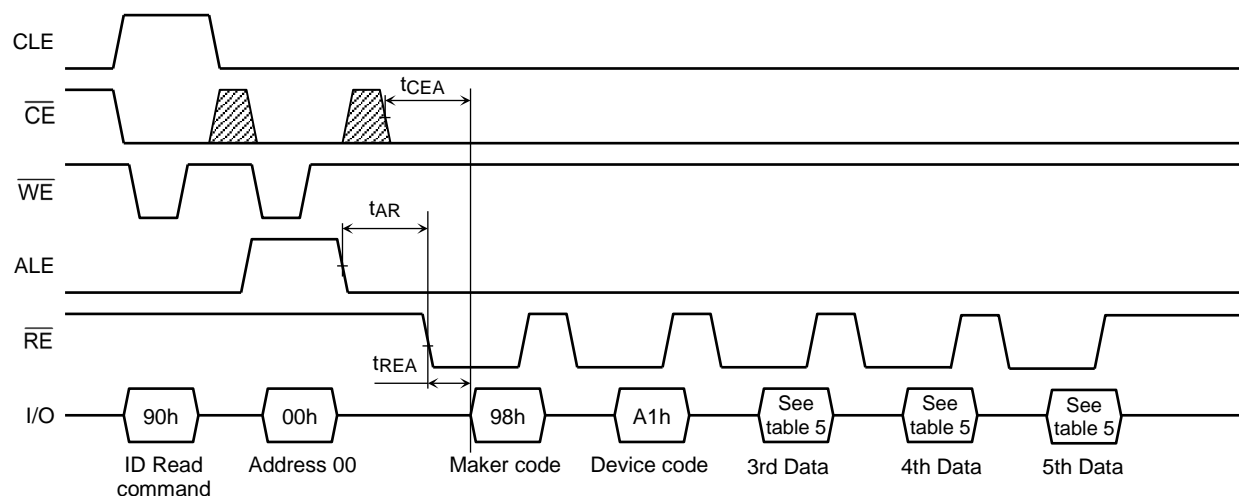 CLE
tCEA
CE
WE
tAR
ALE
RE
tREA
I/O
90h
00h
98h
A1h
See
table 5
See
table 5
See
table 5
ID Read
command
Address 00
Maker code
Device code
3rd Data
4th Data
5th Data